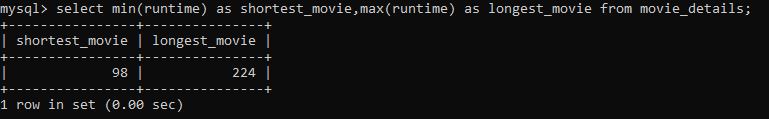 mysql> select min(runtime) as shortest_movie,max(runtime) as longest_movie from movie_details;
+----------------+---------------+
| shortest_movie | longest_movie |
+----------------+---------------+
|             98 |           224 |
+----------------+---------------+
1 row in set (0.00 sec)